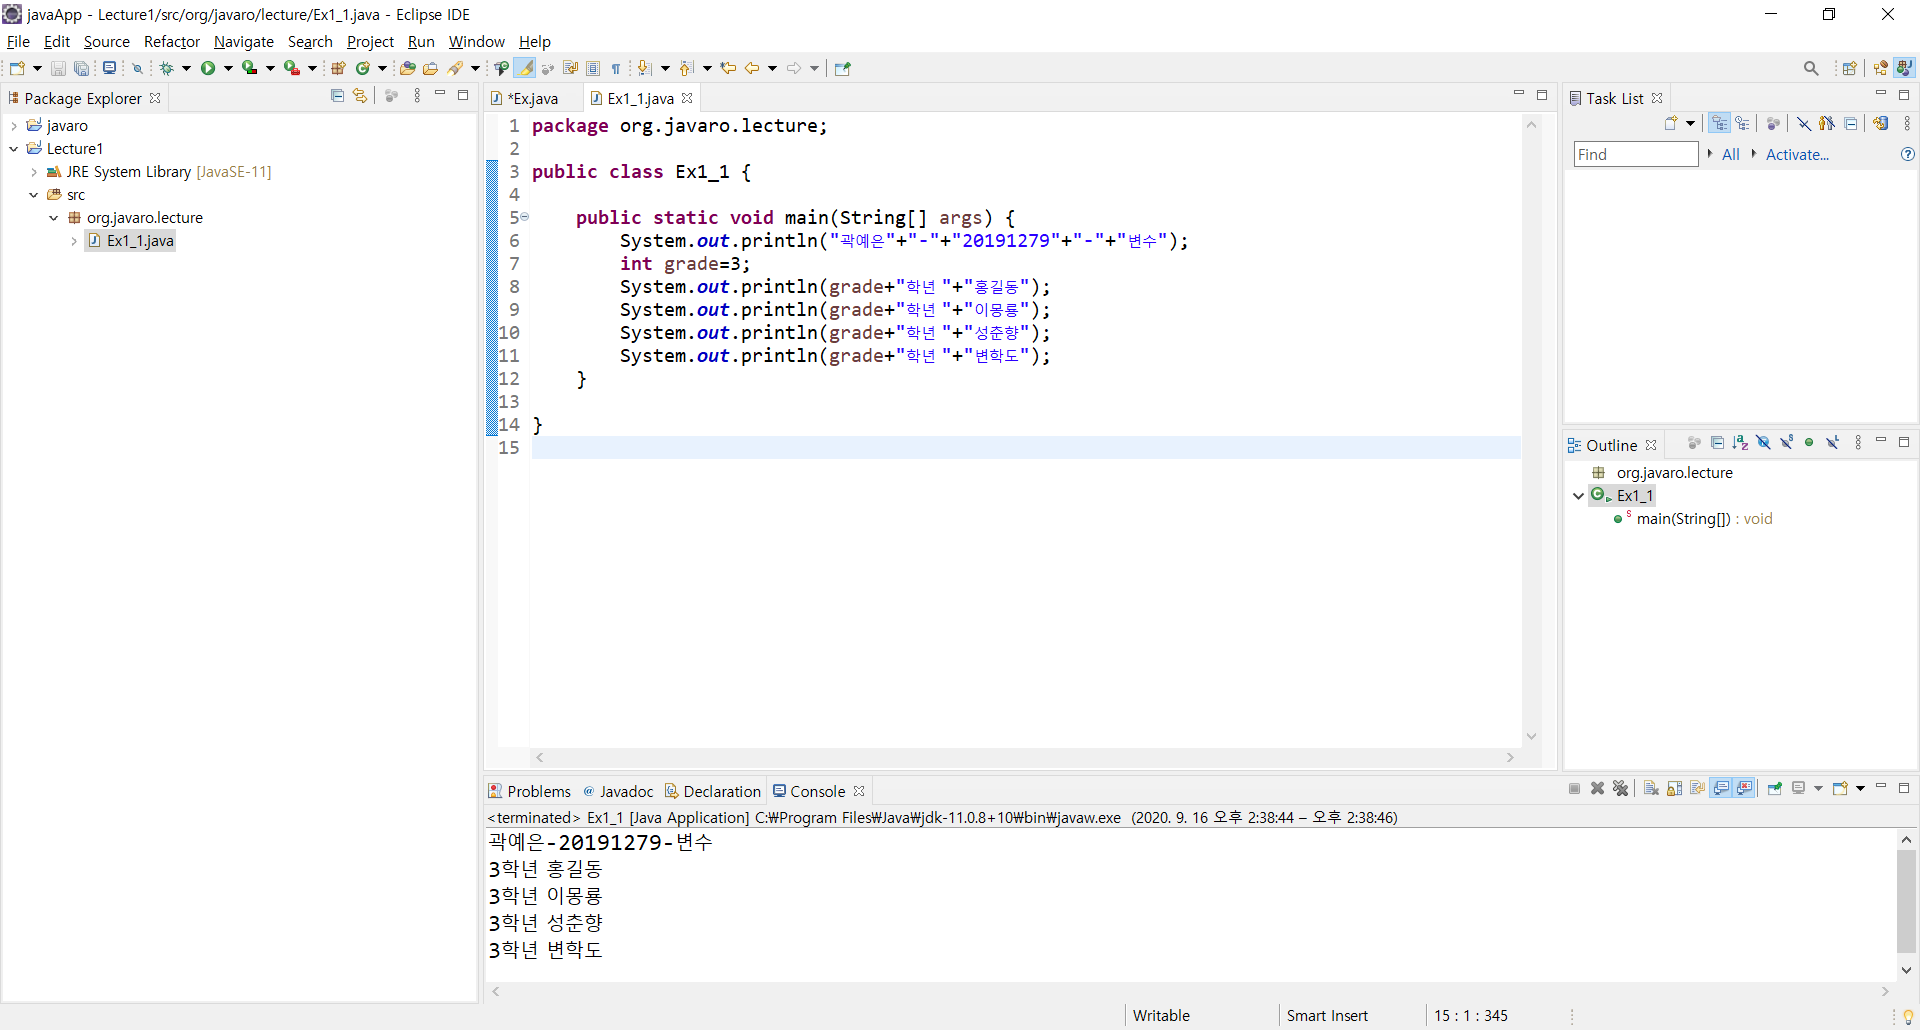 javaApp - Lecture1/src/org/javaro/lecture/Ex1_1.java - Eclipse IDE
File Edit Source Refactor Navigate Search Project Run Window Help
Package Explorer
javaro
Lecture1
JRE System Library [JavaSE-11]
src
org.javaro.lecture
Ex1_1.java
*Ex.java Ex1_1.java
1 package org.javaro.lecture;
2
3 public class Ex1_1 {
4
5 public static void main(String[] args) {
6 System.out.println("곽예은"+"-"+"20191279"+"-"+"변수");
7 int grade=3;
8 System.out.println(grade+"학년 "+"홍길동");
9 System.out.println(grade+"학년 "+"이몽룡");
10 System.out.println(grade+"학년 "+"성춘향");
11 System.out.println(grade+"학년 "+"변학도");
12 }
13
14 }
15
Task List
Find All Activate...
Outline
org.javaro.lecture
Ex1_1
main(String[]) : void
Problems @ Javadoc Declaration Console
<terminated> Ex1_1 [Java Application] C:₩Program Files₩Java₩jdk-11.0.8+10₩bin₩javaw.exe (2020. 9. 16 오후 2:38:44 – 오후 2:38:46)
곽예은-20191279-변수
3학년 홍길동
3학년 이몽룡
3학년 성춘향
3학년 변학도
Writable Smart Insert 15 : 1 : 345